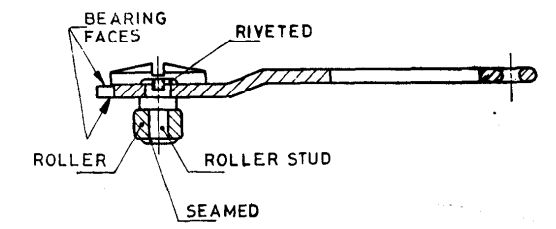 BEARING
FACES
RIVETED
ROLLER
ROLLER STUD
SEAMED